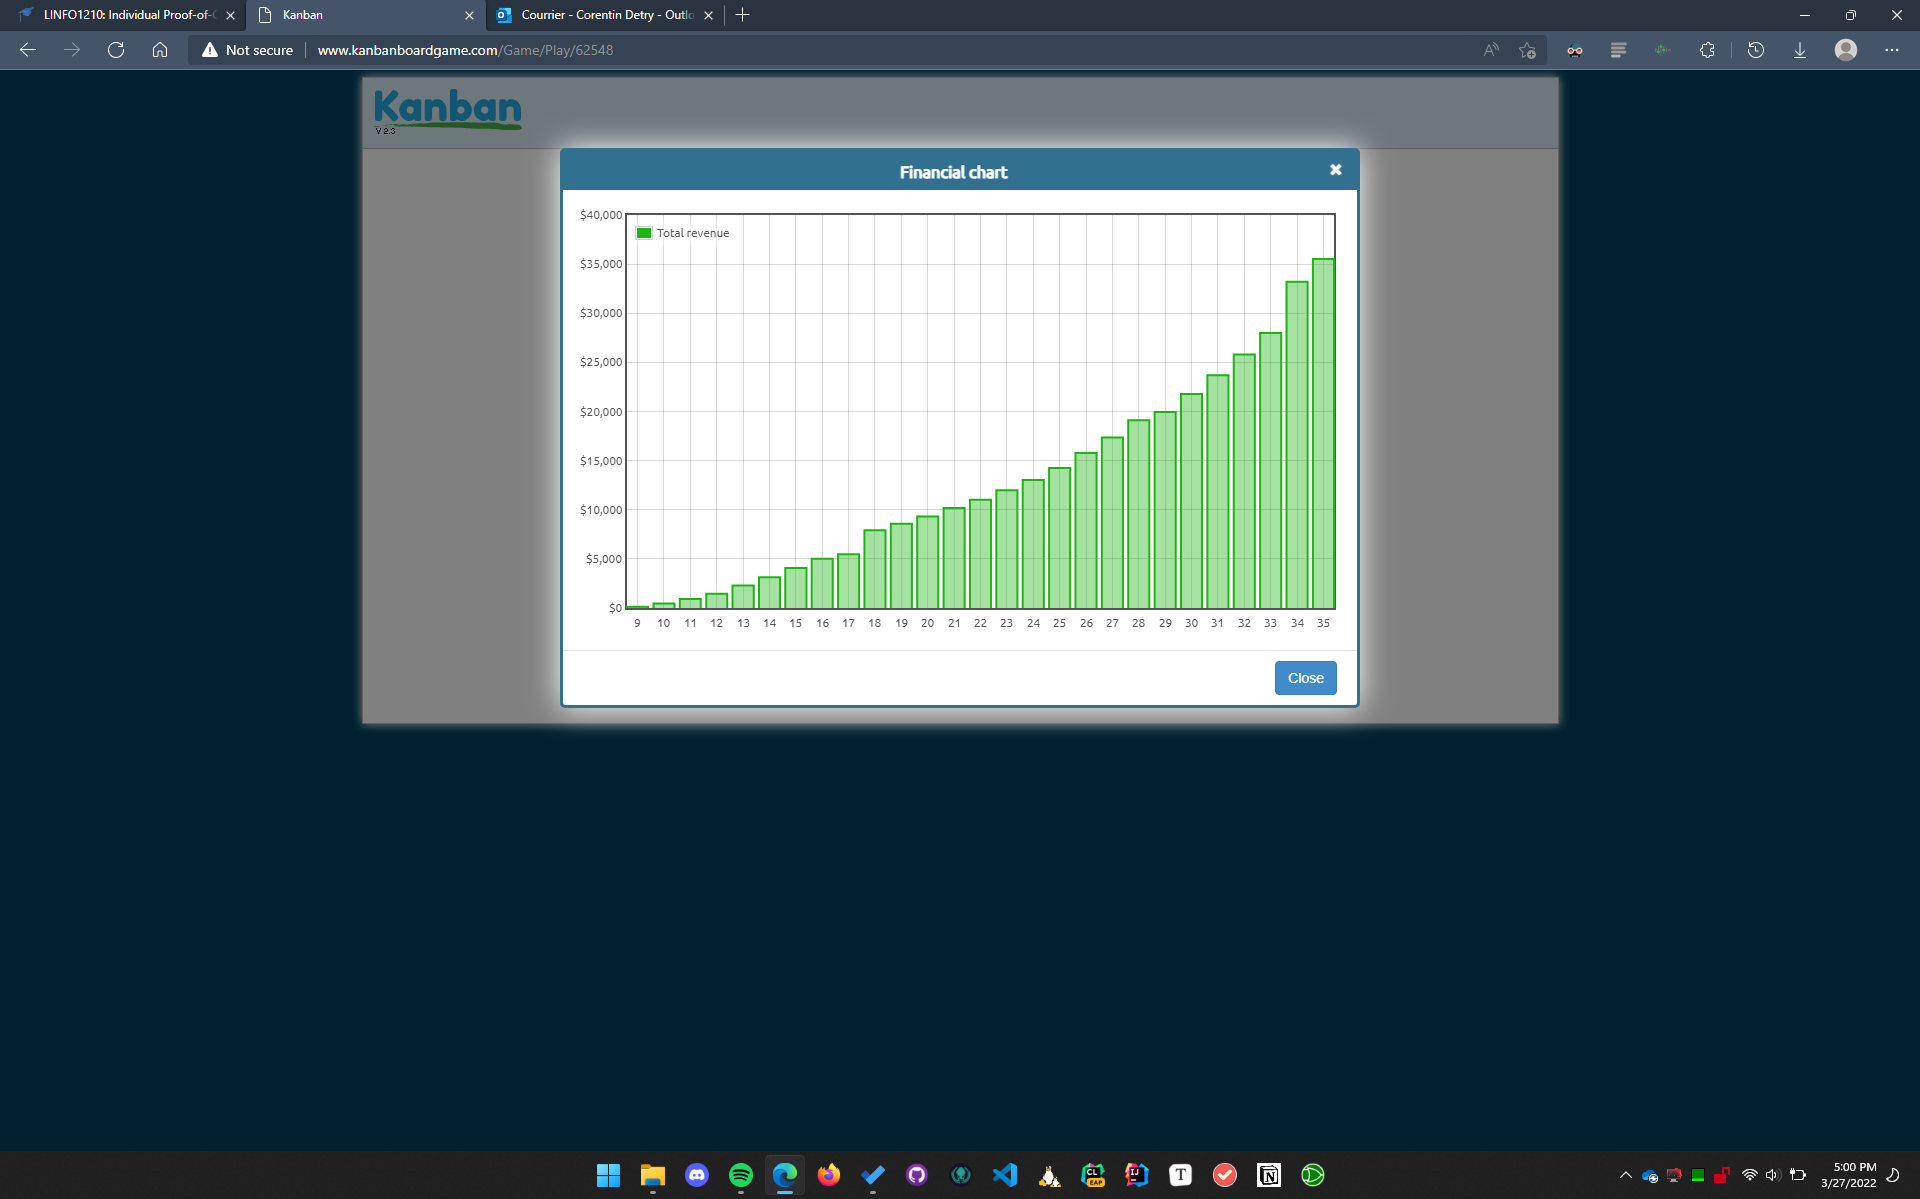 LINFO1210: Individual Proof-of-
Kanban
Courrier - Corentin Detry - Outlo
Not secure
www.kanbanboardgame.com/Game/Play/62548
Kanban
V 2.3
Financial chart
Total revenue
$40,000
$35,000
$30,000
$25,000
$20,000
$15,000
$10,000
$5,000
$0
9 10 11 12 13 14 15 16 17 18 19 20 21 22 23 24 25 26 27 28 29 30 31 32 33 34 35
Close
CL
EAP
IJ
T
N
5:00 PM
3/27/2022